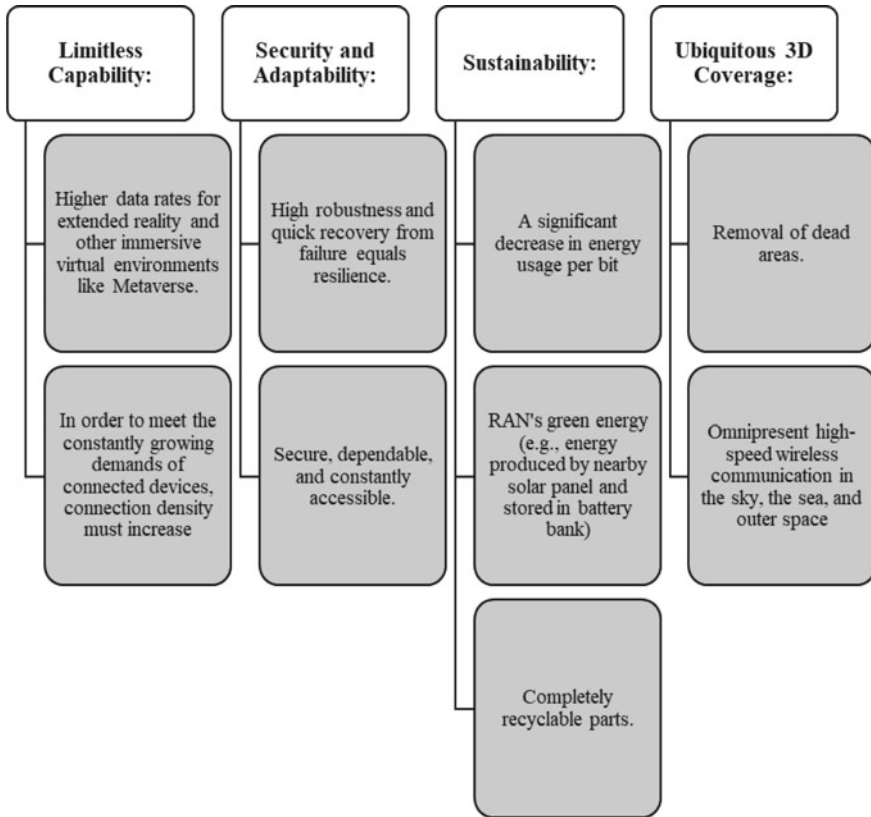 Limitless
Capability:
Higher data rates for
extended reality and
other immersive
virtual environments
like Metaverse.
In order to meet the
constantly growing
demands of
connected devices,
connection density
must increase
Security and
Adaptability:
High robustness and
quick recovery from
failure equals
resilience.
Secure, dependable,
and constantly
accessible.
Sustainability:
A significant
decrease in energy
usage per bit
RAN's green energy
(e.g., energy
produced by nearby
solar panel and
stored in battery
bank)
Completely
recyclable parts.
Ubiquitous 3D
Coverage:
Removal of dead
areas.
Omnipresent high-
speed wireless
communication in
the sky, the sea, and
outer space